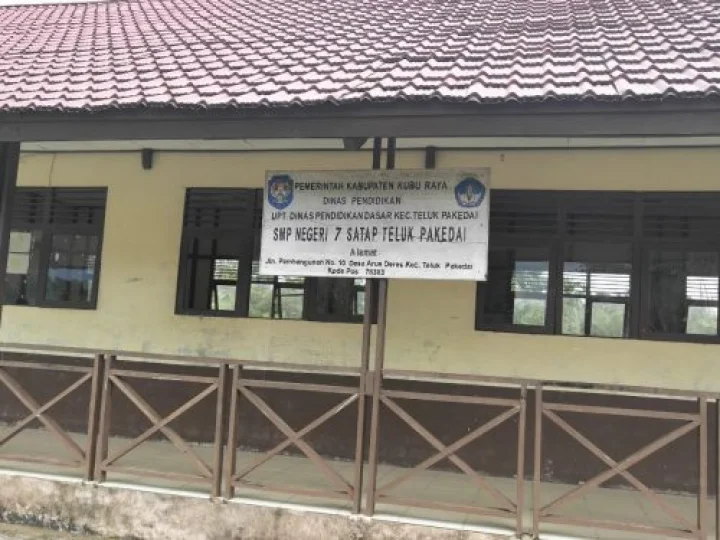 PEMERINTAH KABUPATEN KUBU RAYA
DINAS PENDIDIKAN
UPT. DINAS PENDIDIKAN DASAR KEC. TELUK PAKEDAI
SMP NEGERI 7 SATAP TELUK PAKEDAI
Alamat
Jln. Pembangunan No. 10 Desa Arus Deras Kec. Teluk Pakedai
Kode Pos 78383